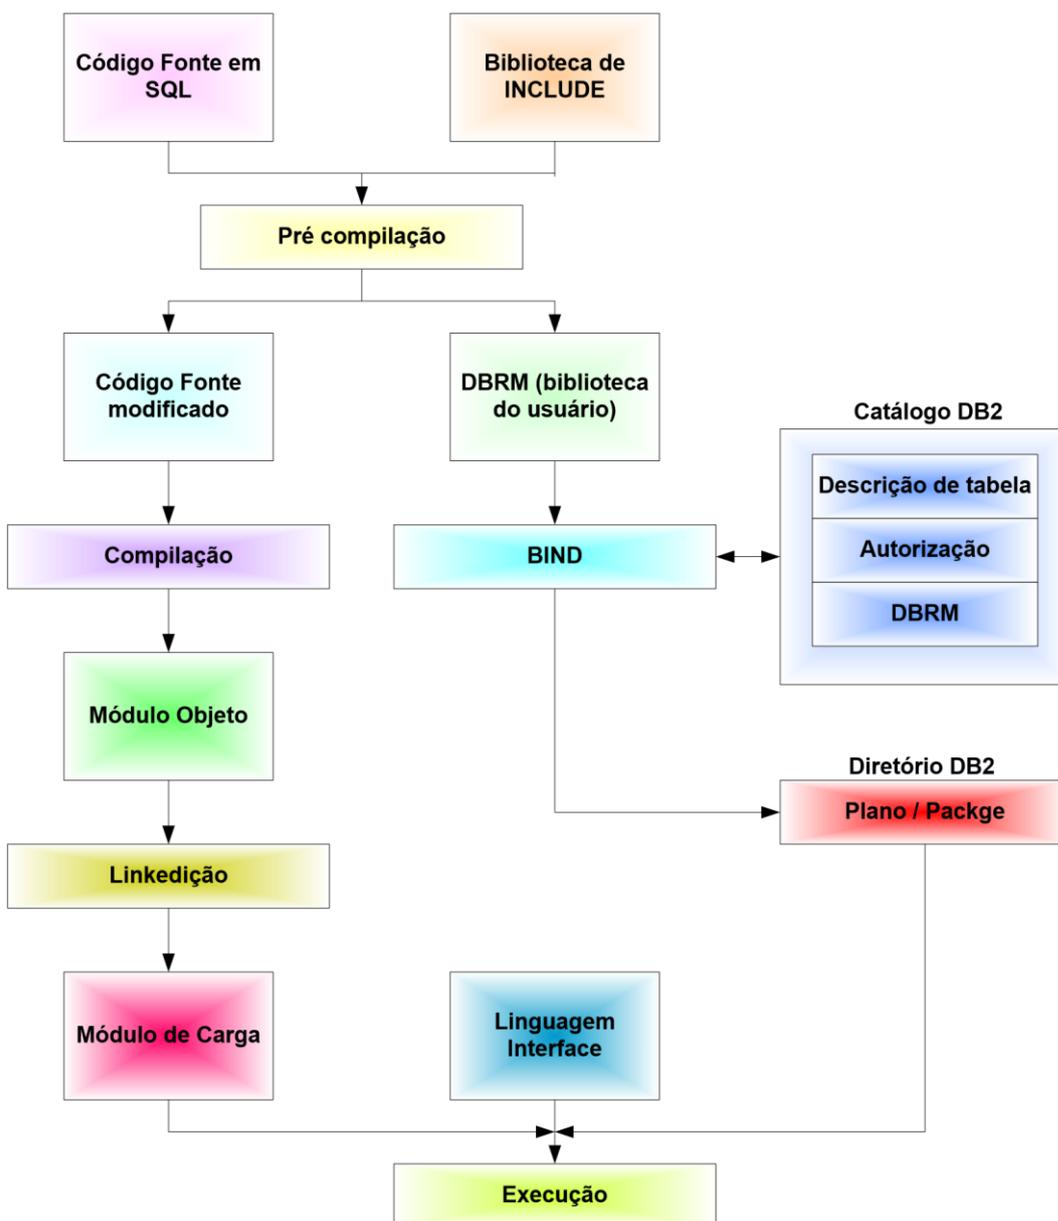 Código Fonte em
SQL
Biblioteca de
INCLUDE
Pré compilação
Código Fonte
modificado
DBRM (biblioteca
do usuário)
Catálogo DB2
Descrição de tabela
Autorização
DBRM
Compilação
BIND
Módulo Objeto
Diretório DB2
Plano / Packge
Linkedição
Módulo de Carga
Linguagem
Interface
Execução